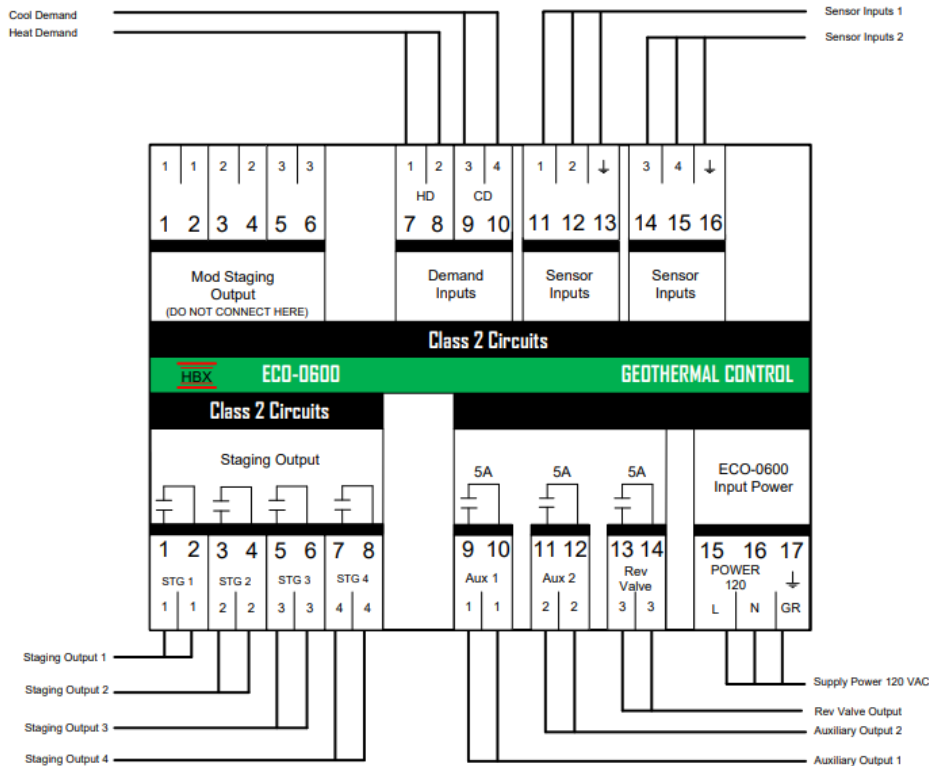 Cool Demand
Heat Demand
Sensor Inputs 1
Sensor Inputs 2
1 1 2 2 3 3
1 2 3 4 5 6
Mod Staging
Output
(DO NOT CONNECT HERE)
1 2 3 4
HD CD
7 8 9 10
Demand
Inputs
1 2
11 12 13
Sensor
Inputs
3 4
14 15 16
Sensor
Inputs
Class 2 Circuits
HBX ECO-0600 GEOTHERMAL CONTROL
Class 2 Circuits
Staging Output
1 2 3 4 5 6 7 8
STG 1 STG 2 STG 3 STG 4
1 1 2 2 3 3 4 4
5A
9 10
Aux 1
1 1
5A
11 12
Aux 2
2 2
5A
13 14
Rev
Valve
3 3
ECO-0600
Input Power
15 16 17
POWER
120
L N GR
Staging Output 1
Staging Output 2
Staging Output 3
Staging Output 4
Supply Power 120 VAC
Rev Valve Output
Auxiliary Output 2
Auxiliary Output 1